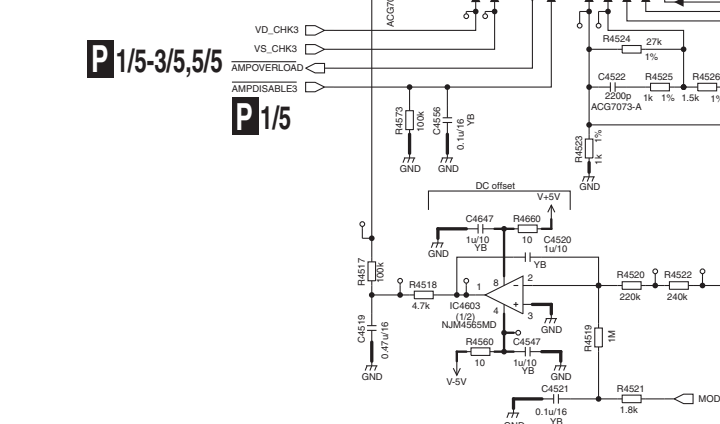 ACG70
VD_CHK3
VS_CHK3
P 1/5-3/5,5/5
AMPOVERLOAD
AMPDISABLE3
P 1/5
R4573
100k
C4556
0.1u/16
YB
GND
GND
R4524
27k
1%
C4522
2200p
ACG7073-A
R4525
1k 1%
R4526
1.5k 1%
R4523
1k 1%
GND
DC offset
V+5V
C4647
1u/10
YB
R4660
10
GND
C4520
1u/10
YB
R4517
100k
R4518
4.7k
1
8
2
IC4603
(1/2)
NJM4565MD
4
3
GND
R4520
220k
R4522
240k
C4519
0.47u/16
GND
R4519
1M
R4560
10
C4547
1u/10
YB
V-5V
GND
C4521
0.1u/16
YB
R4521
1.8k
MOD
GND